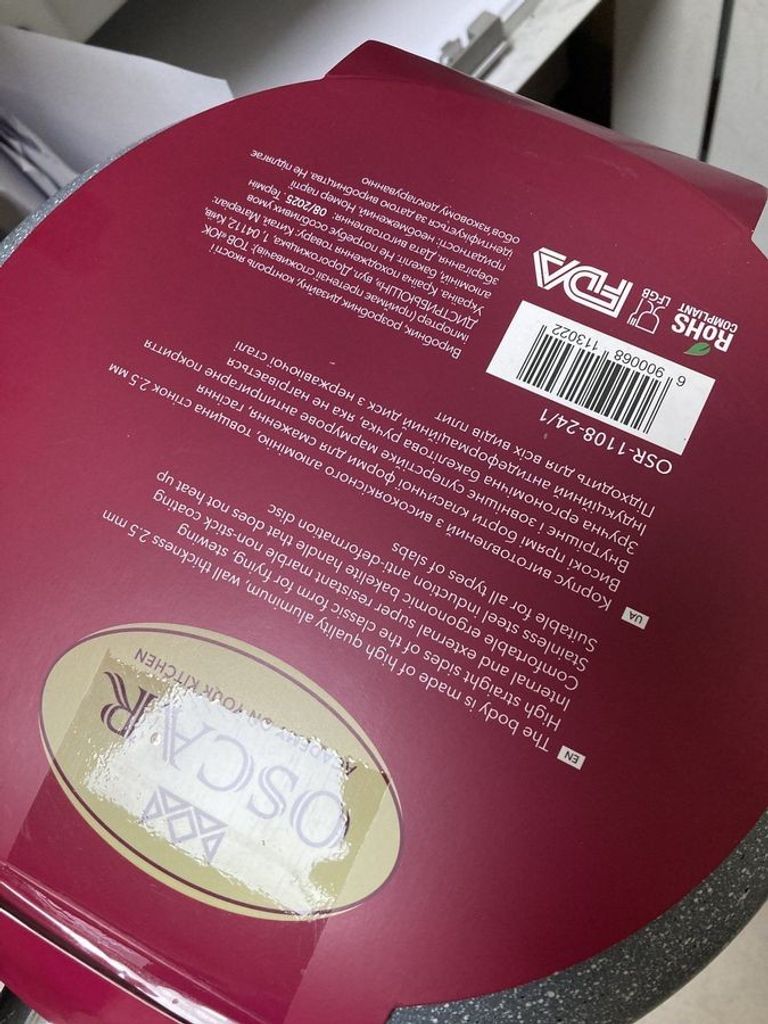 OSCAR
ACADEMY ON YOUR KITCHEN
EN
The body is made of high quality aluminum, wall thickness 2.5 mm
High straight sides of the classic form for frying, stewing
Internal and external super resistant marble non-stick coating
Comfortable ergonomic bakelite handle that does not heat up
Stainless steel induction anti-deformation disc
Suitable for all types of slabs
UA
Корпус виготовлений з високоякісного алюмінію, товщина стінок 2.5 мм
Високі прямі борти класичної форми для смаження, гасіння
Внутрішнє і зовнішнє суперстійке мармурове антипригарне покриття
Зручна ергономічна бакелітова ручка, яка не нагрівається
Індукційний антидеформаційний диск з нержавіючої сталі
Підходить для всіх видів плит
OSR-1108-24/1
6 900068 113022
Виробник, розробник дизайну, контроль якості
імпортер (приймає претензії споживачів): ТОВ «ЮК
ДИСТРИБЬЮШН», вул. Дорогожицька, 1, 04112 Київ,
Україна. Країна походження товару: Китай. Матеріал:
алюміній, бакеліт. Не потребує особливих умов
зберігання. Дата виготовлення: 08/2025. Термін
придатності: необмежений. Номер партії
ідентифікується за датою виробництва. Не підлягає
обов'язковому декларуванню
FDA
LFGB
RoHS
COMPLIANT